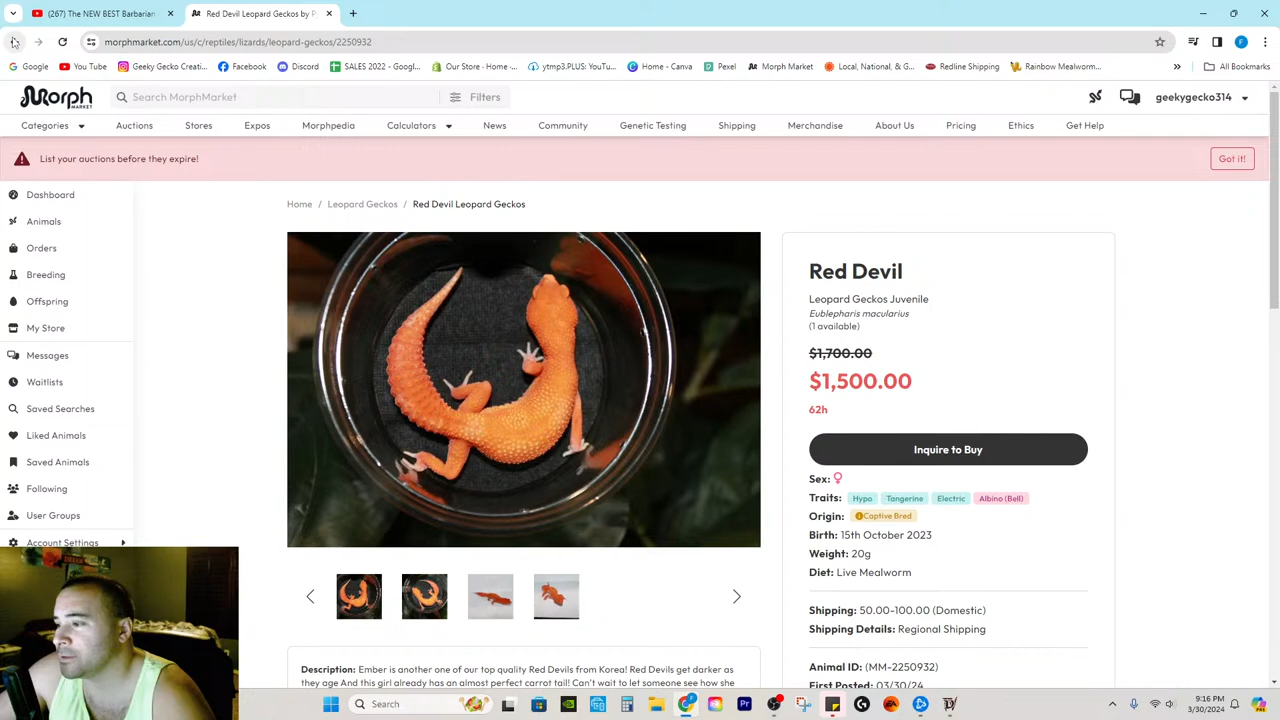 (267) The NEW BEST Barbarian
Red Devil Leopard Geckos by P
morphmarket.com/us/c/reptiles/lizards/leopard-geckos/2250932
Google You Tube Geeky Gecko Creatio... Facebook Discord SALES 2022 - Googl... Our Store - Home -... ytmp3.PLUS: YouTu... Home - Canva Pexel Morph Market Local, National, & G... Redline Shipping Rainbow Mealworm... » All Bookmarks
Morph MARKET Search MorphMarket Filters geekygecko314
Categories Auctions Stores Expos Morphpedia Calculators News Community Genetic Testing Shipping Merchandise About Us Pricing Ethics Get Help
List your auctions before they expire! Got it!
Dashboard
Animals
Orders
Breeding
Offspring
My Store
Messages
Waitlists
Saved Searches
Liked Animals
Saved Animals
Following
User Groups
Account Settings
Home / Leopard Geckos / Red Devil Leopard Geckos
Red Devil
Leopard Geckos Juvenile
Eublepharis macularius
(1 available)
$1,700.00
$1,500.00
62h
Inquire to Buy
Sex: ♀
Traits: Hypo Tangerine Electric Albino (Bell)
Origin: Captive Bred
Birth: 15th October 2023
Weight: 20g
Diet: Live Mealworm
Shipping: 50.00-100.00 (Domestic)
Shipping Details: Regional Shipping
Animal ID: (MM-2250932)
First Posted: 03/30/24
Description: Ember is another one of our top quality Red Devils from Korea! Red Devils get darker as
they age And this girl already has an almost perfect carrot tail! Can't wait to let someone see how she
Search
9:16 PM
3/30/2024